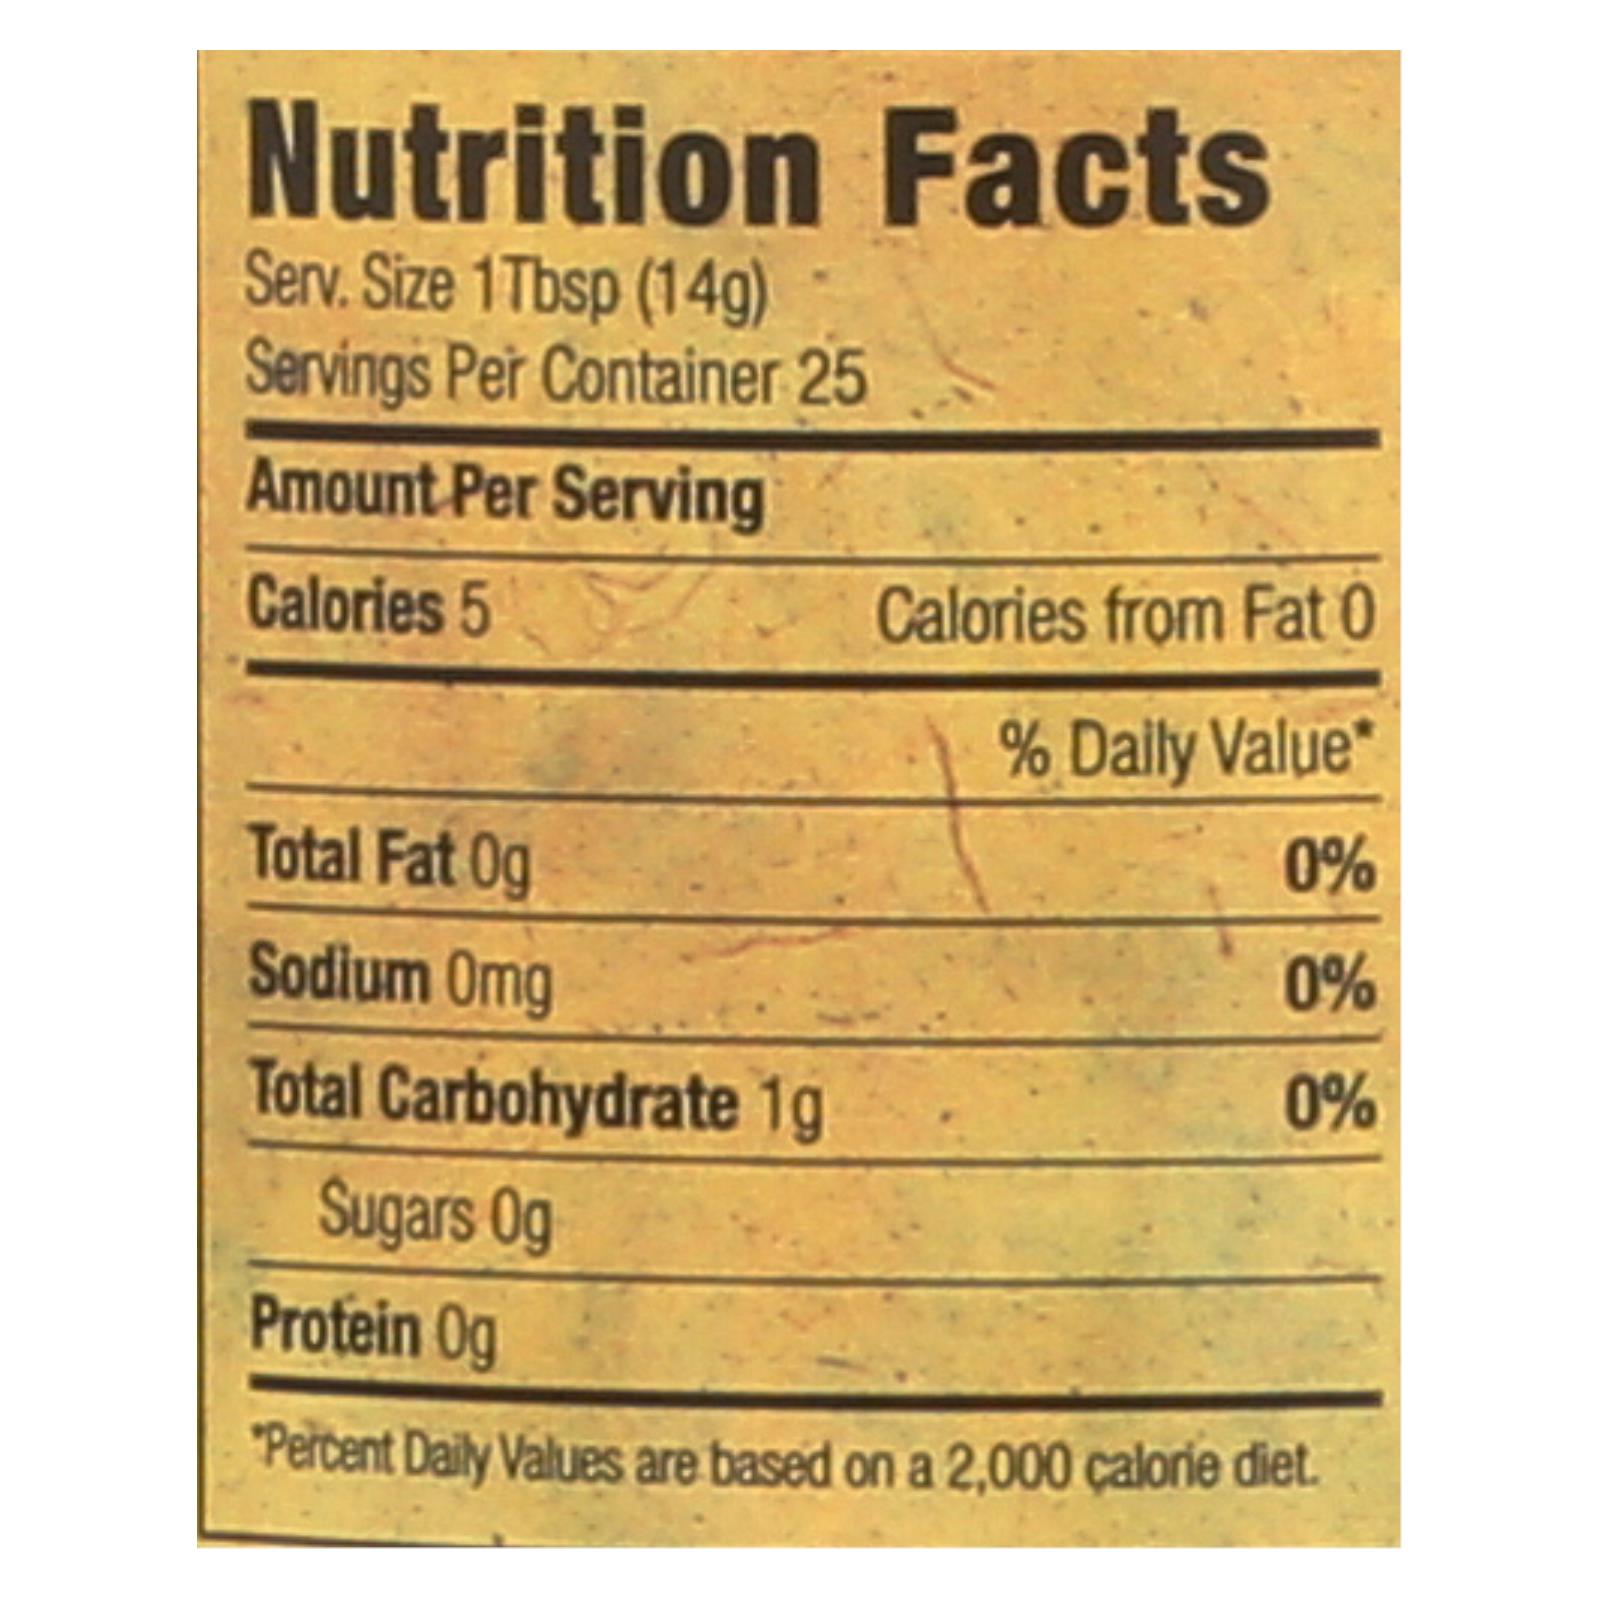 Nutrition Facts
Serv. Size 1Tbsp (14g)
Servings Per Container 25
Amount Per Serving
Calories 5 Calories from Fat 0
% Daily Value*
Total Fat 0g 0%
Sodium 0mg 0%
Total Carbohydrate 1g 0%
Sugars 0g
Protein 0g
*Percent Daily Values are based on a 2,000 calorie diet.